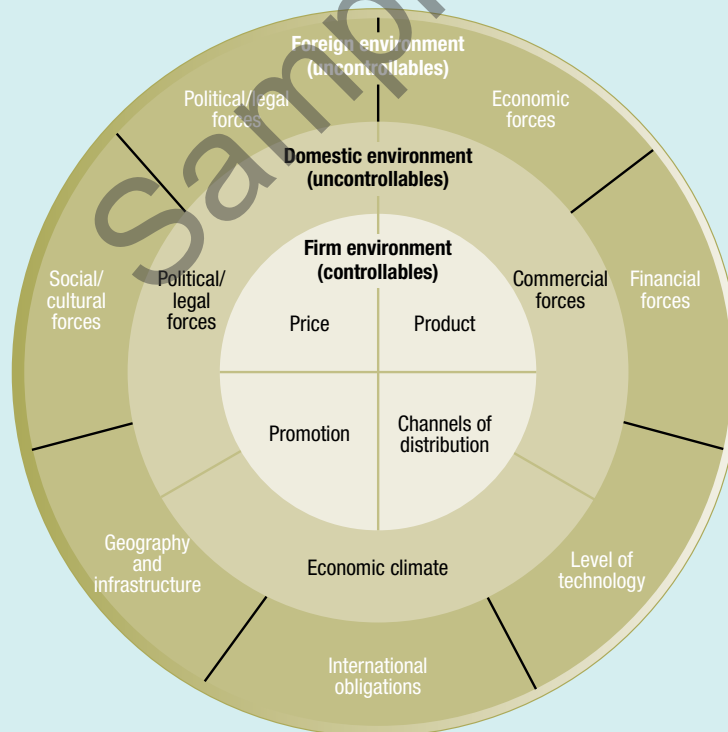 Sampl
Foreign environment
(uncontrollables)
Political/legal
forces
Economic
forces
Domestic environment
(uncontrollables)
Firm environment
(controllables)
Social/
cultural
forces
Political/
legal
forces
Commercial
forces
Financial
forces
Price
Product
Promotion
Channels of
distribution
Geography
and
infrastructure
Economic climate
Level of
technology
International
obligations